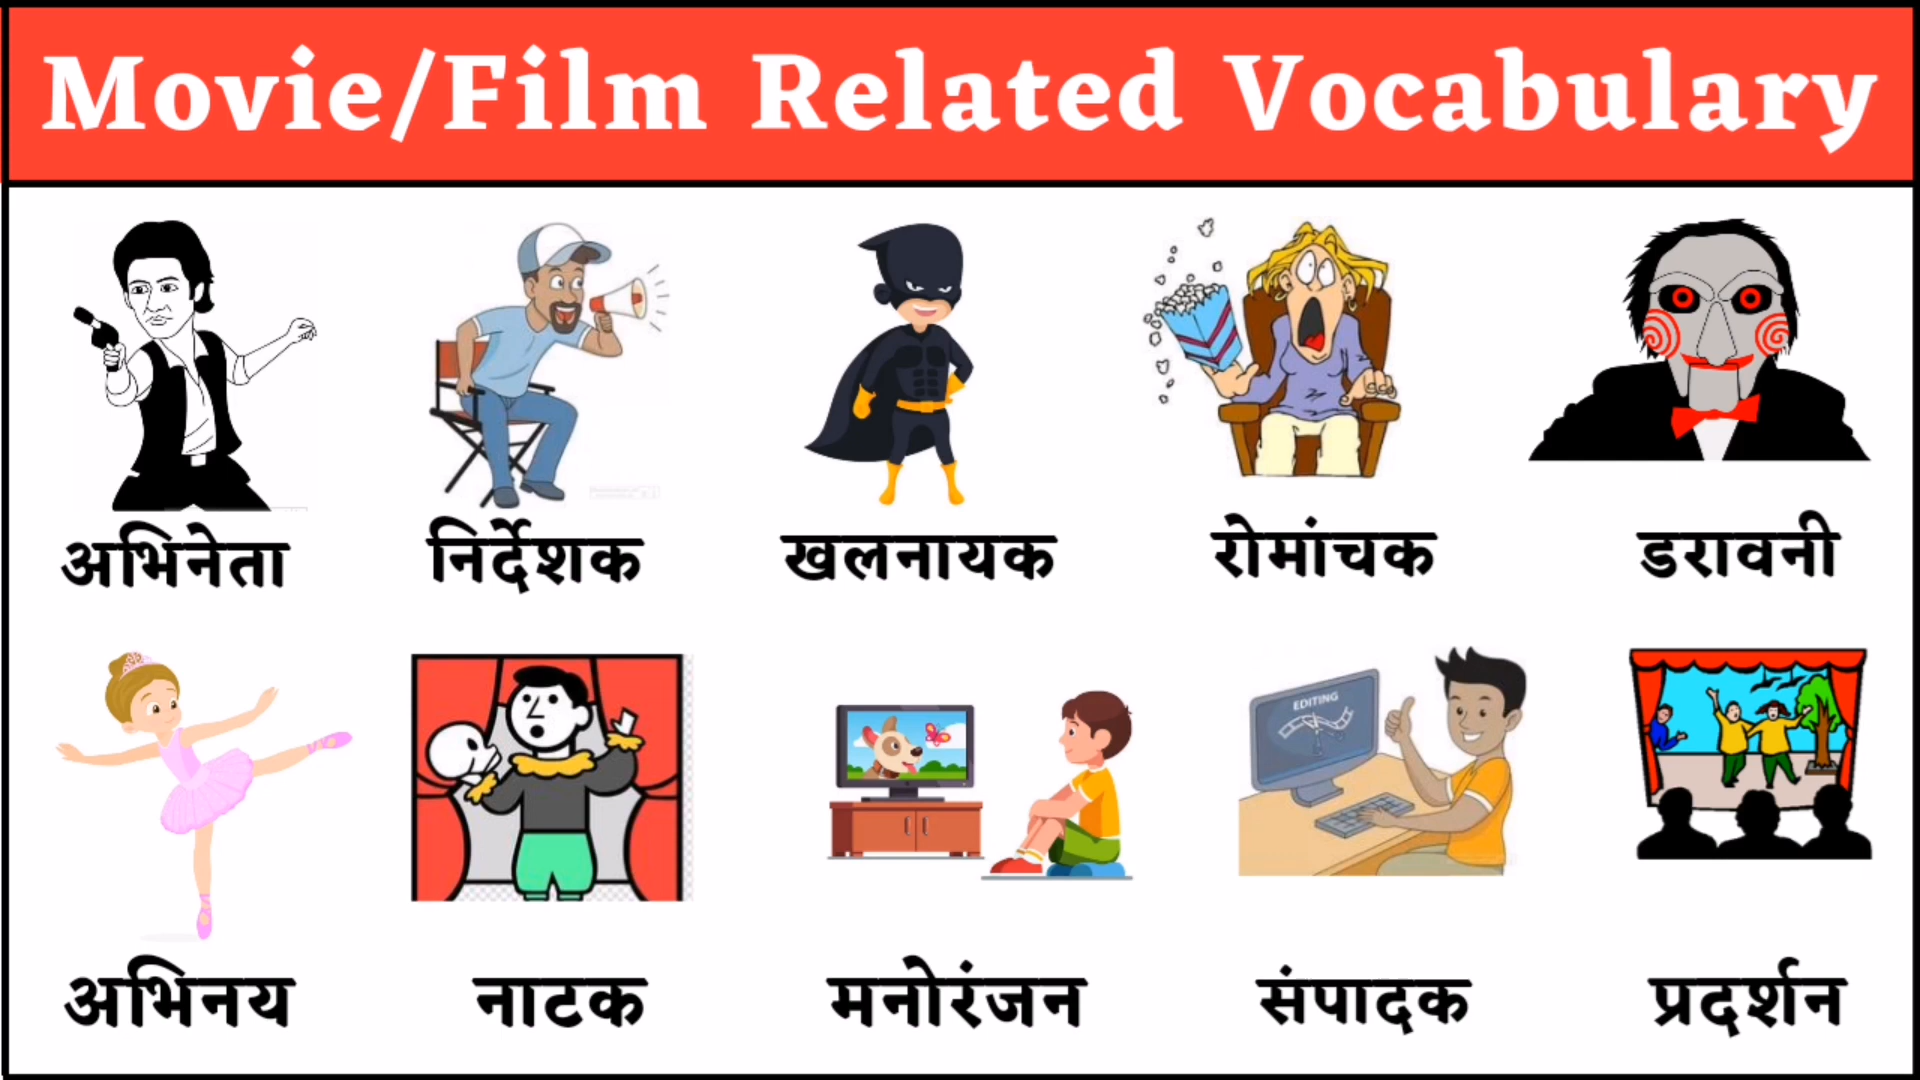 Movie/Film Related Vocabulary
अभिनेता निर्देशक खलनायक रोमांचक डरावनी
EDITING
अभिनय नाटक मनोरंजन संपादक प्रदर्शन